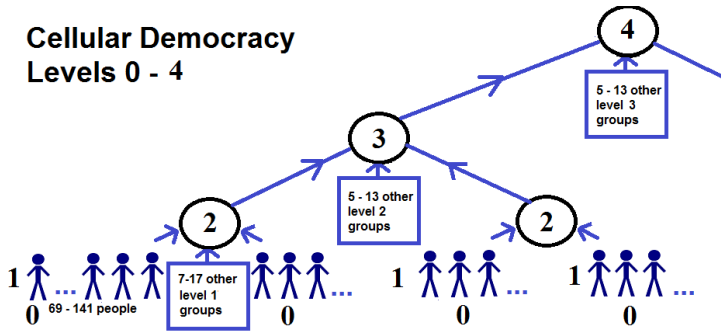 Cellular Democracy
Levels 0 - 4
4
5 - 13 other
level 3
groups
3
5 - 13 other
level 2
groups
2
2
7-17 other
level 1
groups
1
...
...
1
...
1
...
0
69 - 141 people
0
0
0